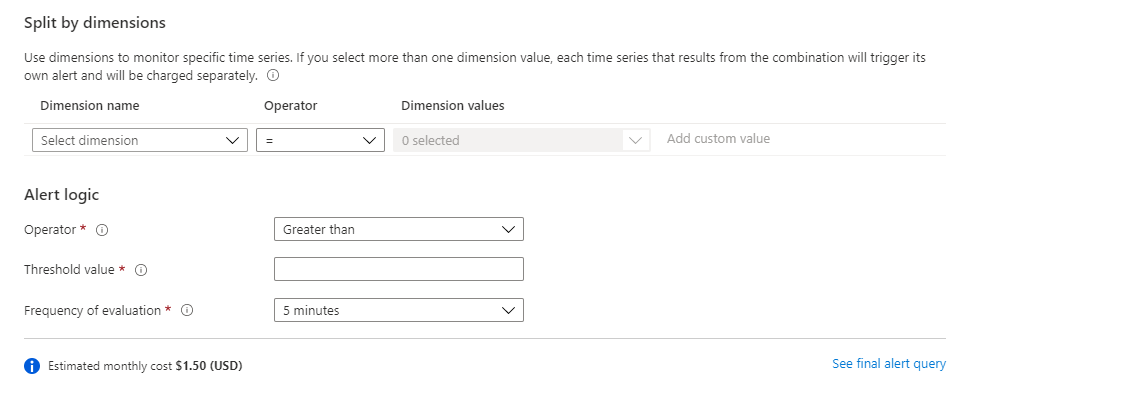 Split by dimensions
Use dimensions to monitor specific time series. If you select more than one dimension value, each time series that results from the combination will trigger its
own alert and will be charged separately.
Dimension name Operator Dimension values
Select dimension = 0 selected Add custom value
Alert logic
Operator * Greater than
Threshold value *
Frequency of evaluation * 5 minutes
Estimated monthly cost $1.50 (USD) See final alert query